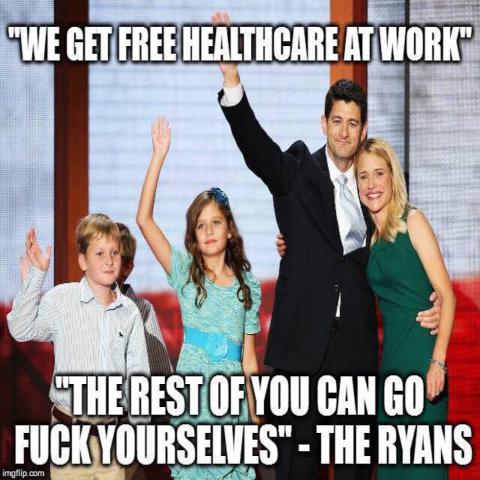 "WE GET FREE HEALTHCARE AT WORK"
"THE REST OF YOU CAN GO
FUCK YOURSELVES" - THE RYANS
imgflip.com